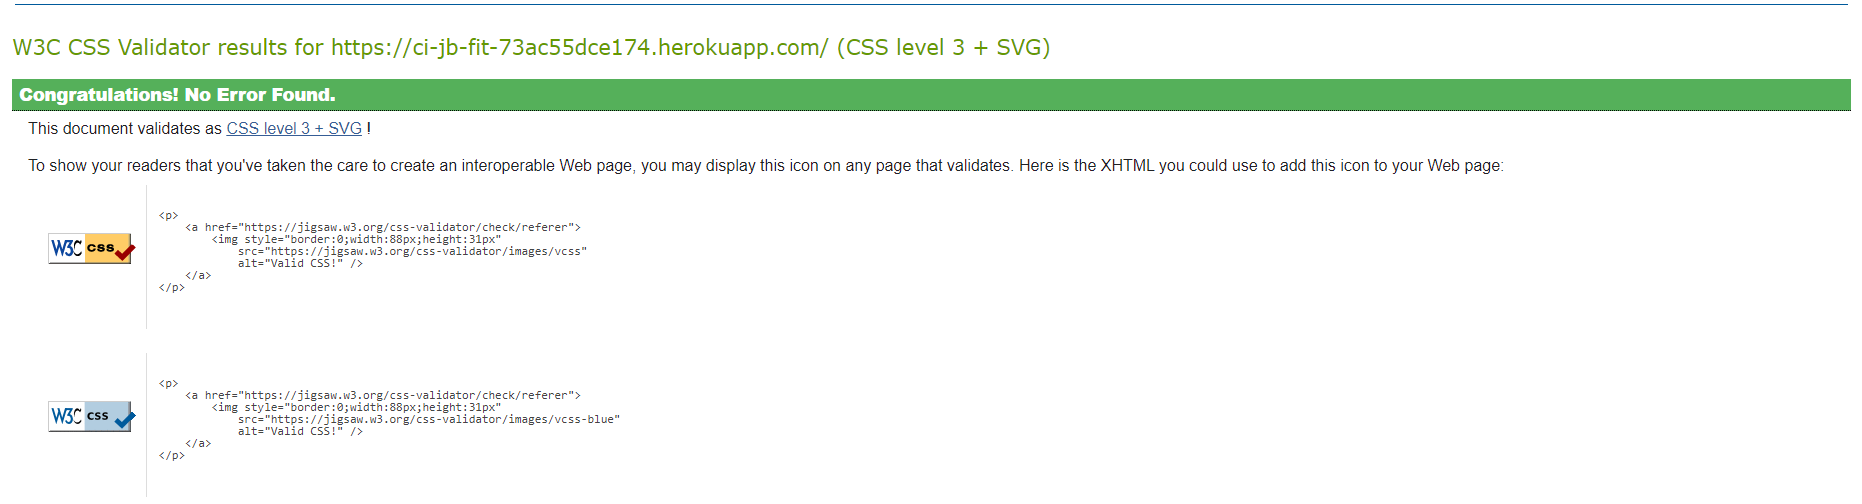 W3C CSS Validator results for https://ci-jb-fit-73ac55dce174.herokuapp.com/ (CSS level 3 + SVG)
Congratulations! No Error Found.
This document validates as CSS level 3 + SVG !
To show your readers that you've taken the care to create an interoperable Web page, you may display this icon on any page that validates. Here is the XHTML you could use to add this icon to your Web page:
W3C css
<p>
    <a href="https://jigsaw.w3.org/css-validator/check/referer">
        <img style="border:0;width:88px;height:31px"
            src="https://jigsaw.w3.org/css-validator/images/vcss"
            alt="Valid CSS!" />
    </a>
</p>
W3C css
<p>
    <a href="https://jigsaw.w3.org/css-validator/check/referer">
        <img style="border:0;width:88px;height:31px"
            src="https://jigsaw.w3.org/css-validator/images/vcss-blue"
            alt="Valid CSS!" />
    </a>
</p>